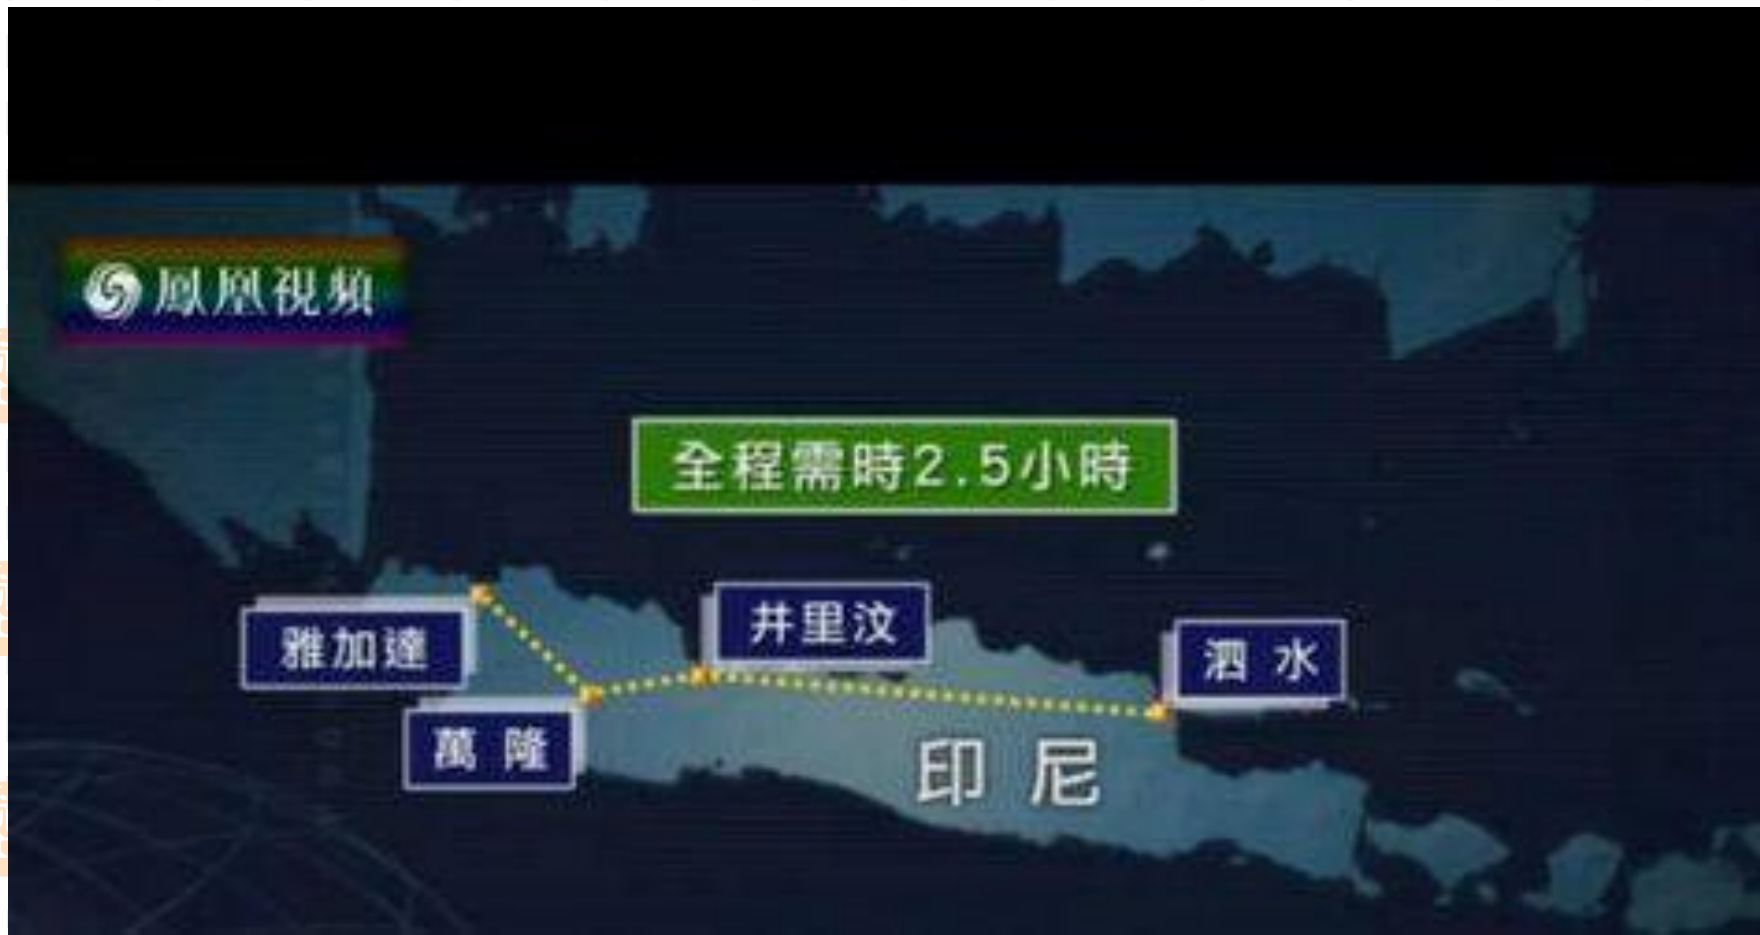 鳳凰視頻
全程需時2.5小時
雅加達
井里汶
泗水
萬隆
印尼